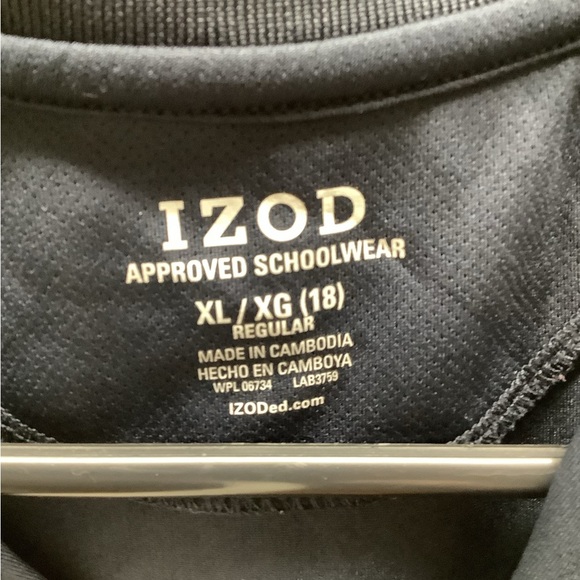 IZOD
APPROVED SCHOOLWEAR
XL / XG (18)
REGULAR
MADE IN CAMBODIA
HECHO EN CAMBOYA
WPL 06734 LAB3759
IZODed.com